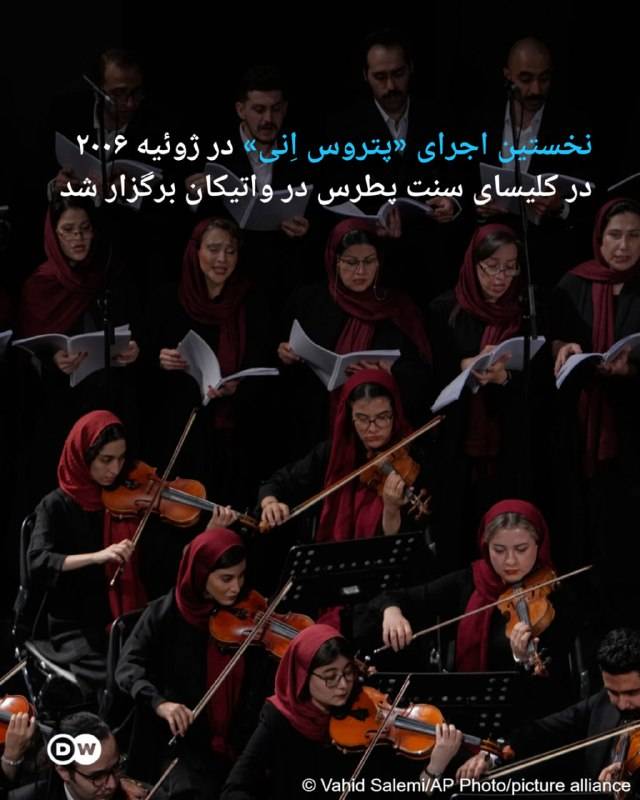 نخستین اجرای «پتروس اِنی» در ژوئیه ۲۰۰۶
در کلیسای سنت پطرس در واتیکان برگزار شد
DW
© Vahid Salemi/AP Photo/picture alliance